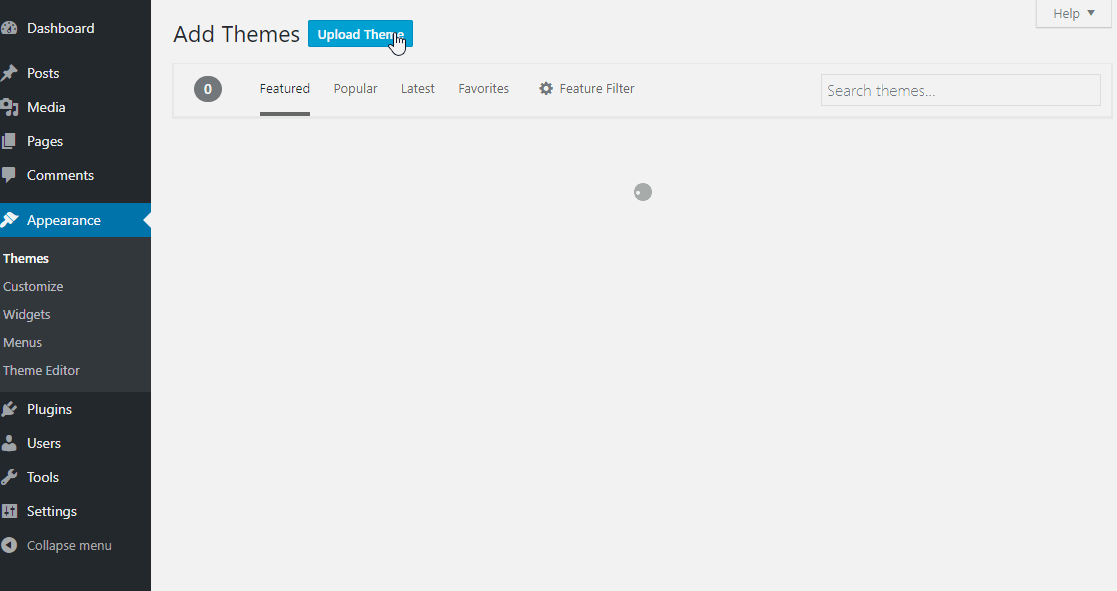 Dashboard
Posts
Media
Pages
Comments
Appearance
Themes
Customize
Widgets
Menus
Theme Editor
Plugins
Users
Tools
Settings
Collapse menu
Help
Add Themes
Upload Theme
0
Featured
Popular
Latest
Favorites
Feature Filter
Search themes...